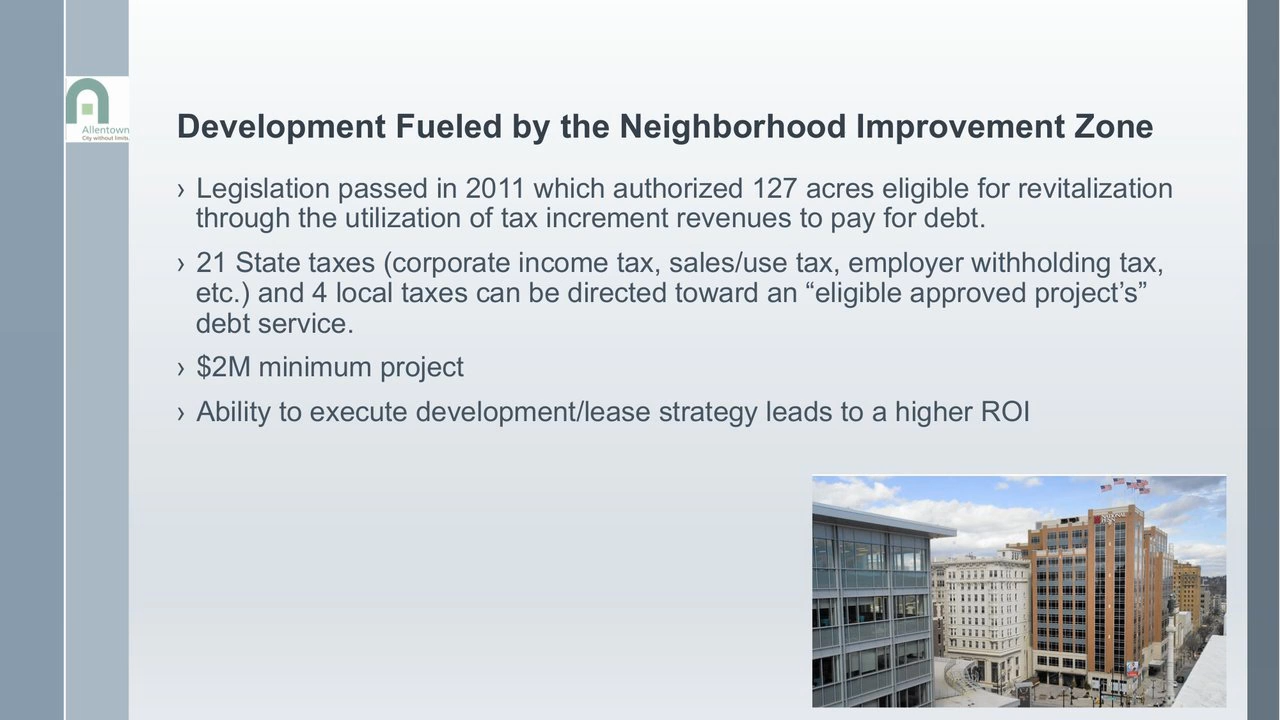 Allentown
City without limits.
Development Fueled by the Neighborhood Improvement Zone
› Legislation passed in 2011 which authorized 127 acres eligible for revitalization
through the utilization of tax increment revenues to pay for debt.
› 21 State taxes (corporate income tax, sales/use tax, employer withholding tax,
etc.) and 4 local taxes can be directed toward an “eligible approved project’s”
debt service.
› $2M minimum project
› Ability to execute development/lease strategy leads to a higher ROI